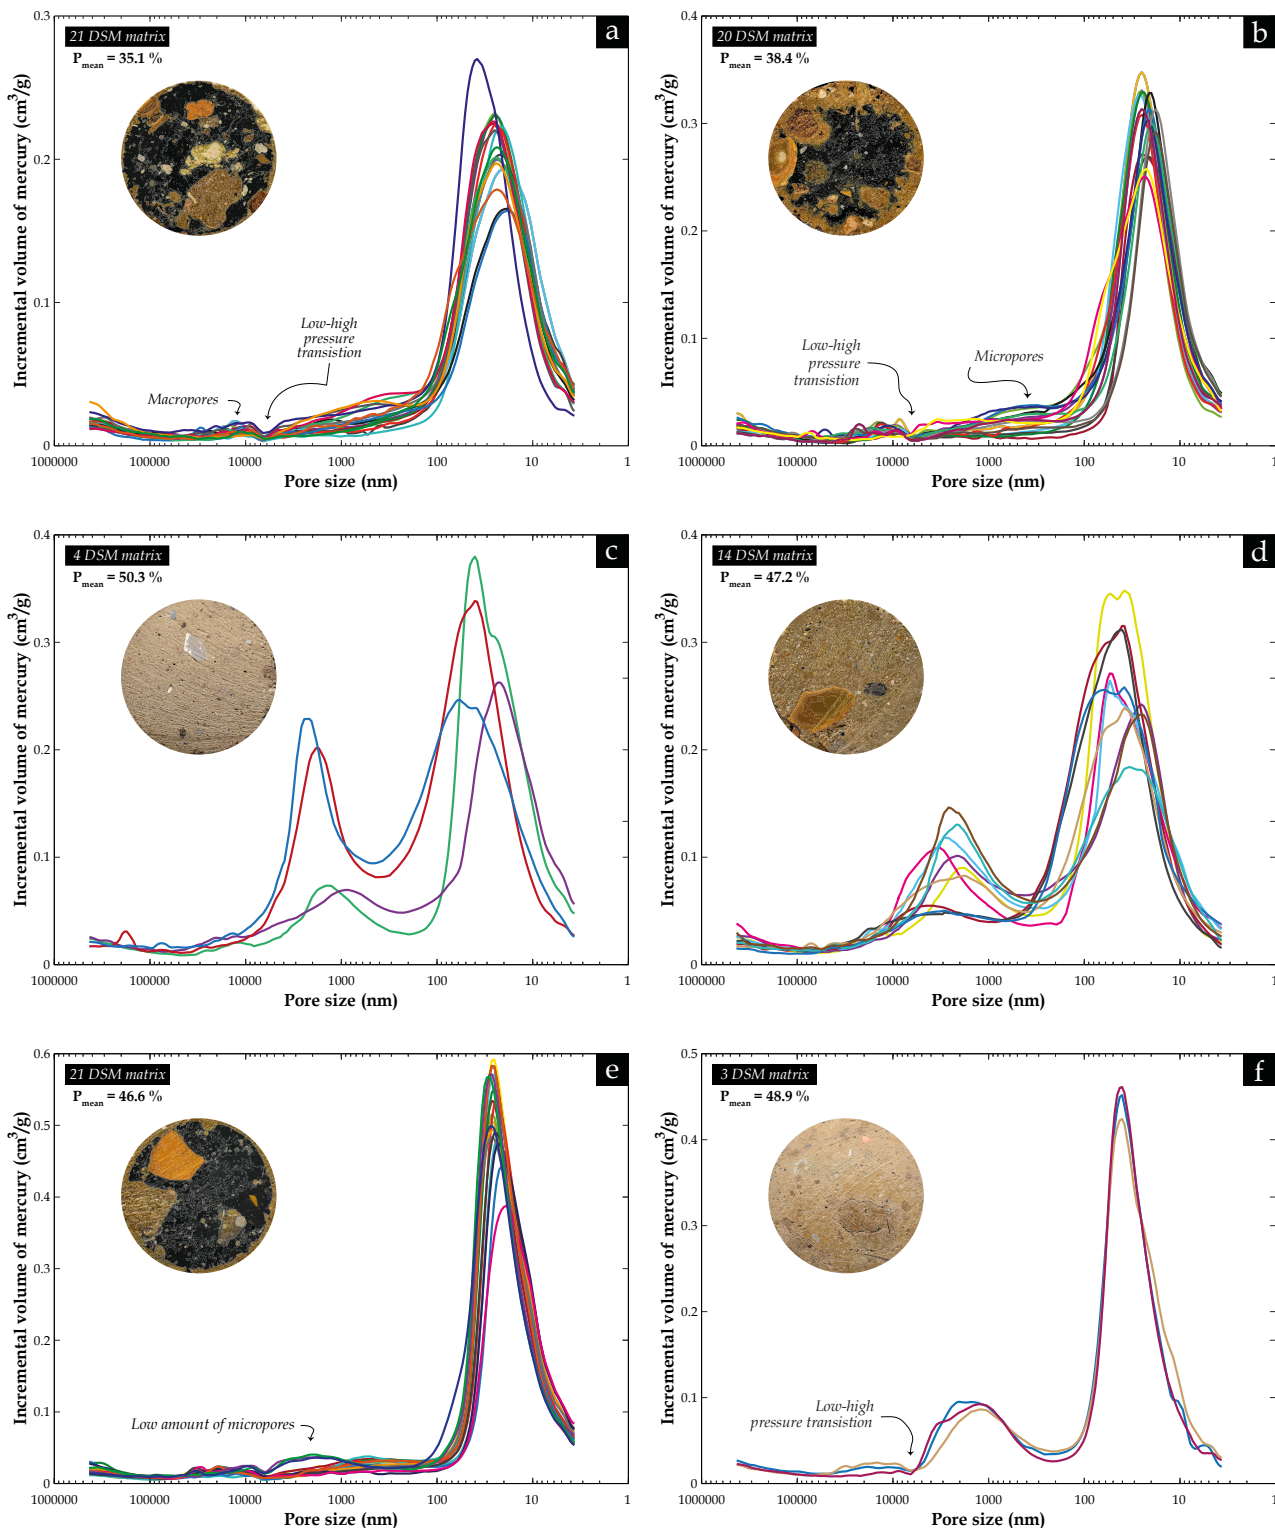 21 DSM matrix
P mean = 35.1 %
a
Incremental volume of mercury (cm³/g)
0.3
0.2
0.1
0
Low-high
pressure
transistion
Macropores
1000000 100000 10000 1000 100 10 1
Pore size (nm)
20 DSM matrix
P mean = 38.4 %
b
Incremental volume of mercury (cm³/g)
0.4
0.3
0.2
0.1
0
Low-high
pressure
transistion
Micropores
1000000 100000 10000 1000 100 10 1
Pore size (nm)
4 DSM matrix
P mean = 50.3 %
c
Incremental volume of mercury (cm³/g)
0.4
0.3
0.2
0.1
0
1000000 100000 10000 1000 100 10 1
Pore size (nm)
14 DSM matrix
P mean = 47.2 %
d
Incremental volume of mercury (cm³/g)
0.4
0.3
0.2
0.1
0
1000000 100000 10000 1000 100 10 1
Pore size (nm)
21 DSM matrix
P mean = 46.6 %
e
Incremental volume of mercury (cm³/g)
0.6
0.5
0.4
0.3
0.2
0.1
0
Low amount of micropores
1000000 100000 10000 1000 100 10 1
Pore size (nm)
3 DSM matrix
P mean = 48.9 %
f
Incremental volume of mercury (cm³/g)
0.5
0.4
0.3
0.2
0.1
0
Low-high
pressure transistion
1000000 100000 10000 1000 100 10 1
Pore size (nm)